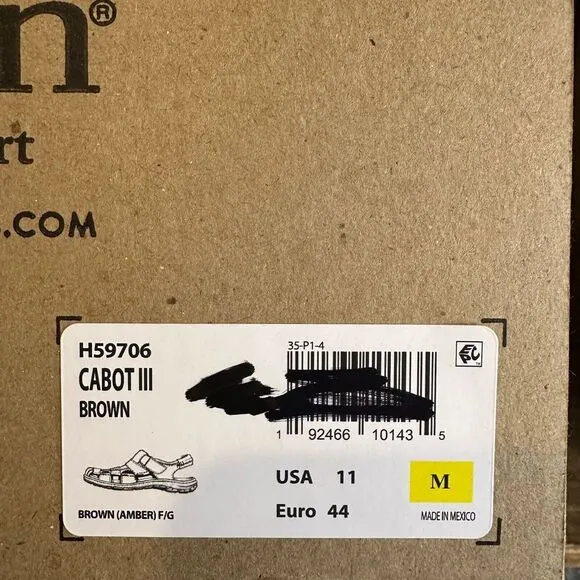 n®
rt
s.COM
H59706
35-P1-4
CABOT III
BROWN
1 92466 10143 5
USA 11
M
Euro 44
BROWN (AMBER) F/G
MADE IN MEXICO